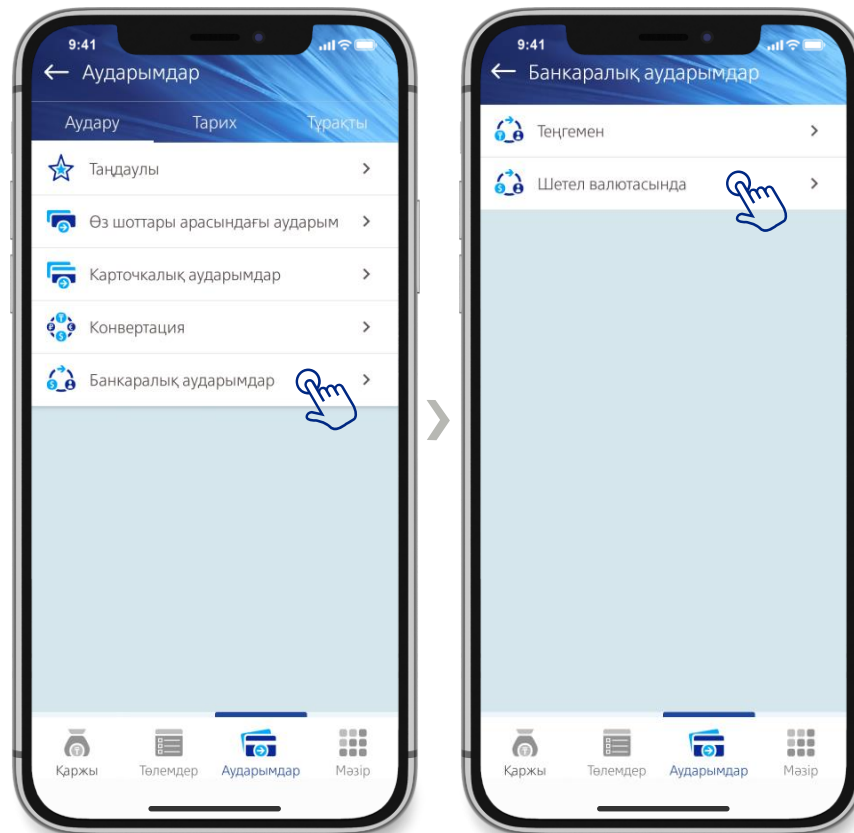 9:41
Аударымдар
Аудару Тарих Тұрақты
Таңдаулы
Өз шоттары арасындағы аударым
Карточкалық аударымдар
Конвертация
Банкаралық аударымдар
Қаржы Төлемдер Аударымдар Мәзір
9:41
Банкаралық аударымдар
Теңгемен
Шетел валютасында
Қаржы Төлемдер Аударымдар Мәзір